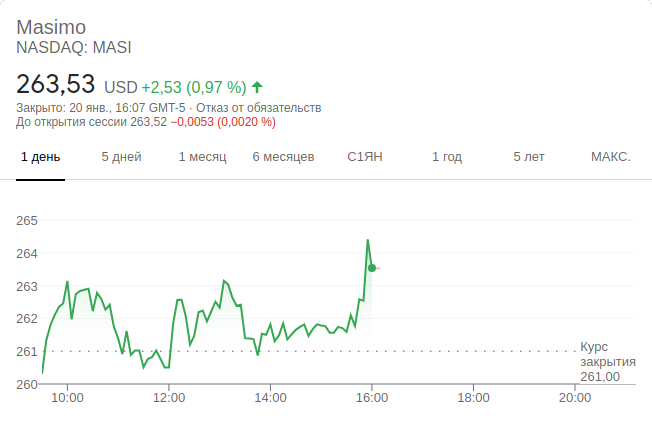 Masimo
NASDAQ: MASI
263,53 USD +2,53 (0,97 %) ↑
Закрыто: 20 янв., 16:07 GMT-5 · Отказ от обязательств
До открытия сессии 263,52 −0,0053 (0,0020 %)
1 день 5 дней 1 месяц 6 месяцев С1ЯН 1 год 5 лет МАКС.
265
264
263
262
261
260
Курс
закрытия
261,00
10:00 12:00 14:00 16:00 18:00 20:00